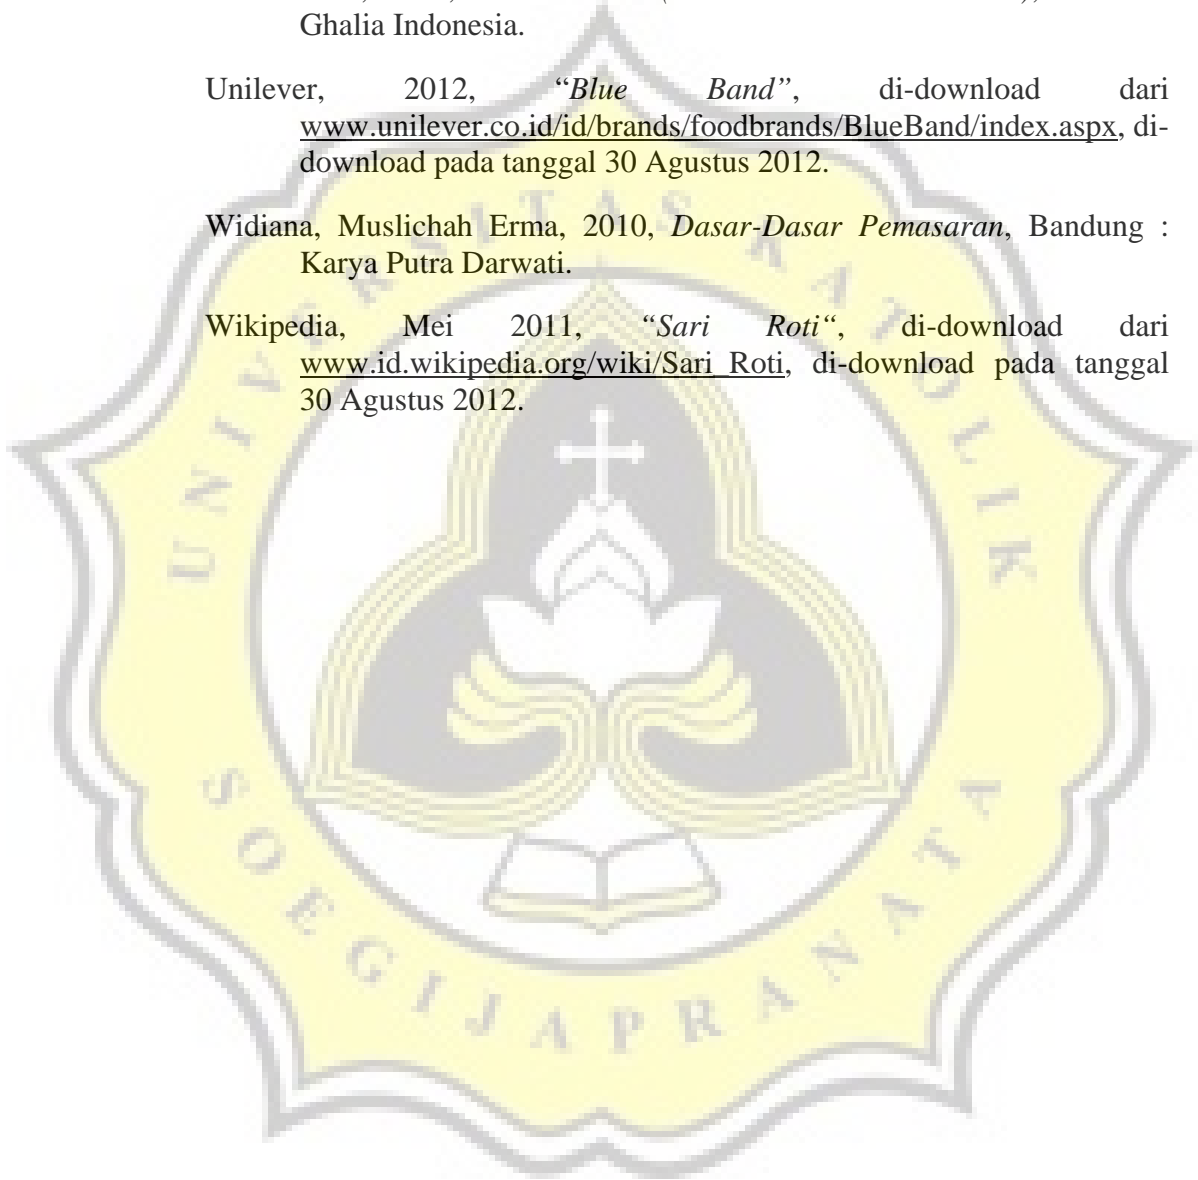 Ghalia Indonesia.
Unilever, 2012, “Blue Band”, di-download dari
www.unilever.co.id/id/brands/foodbrands/BlueBand/index.aspx, di-
download pada tanggal 30 Agustus 2012.
Widiana, Muslichah Erma, 2010, Dasar-Dasar Pemasaran, Bandung :
Karya Putra Darwati.
Wikipedia, Mei 2011, “Sari Roti“, di-download dari
www.id.wikipedia.org/wiki/Sari_Roti, di-download pada tanggal
30 Agustus 2012.
UNIVERSITAS KATOLIK
SOEGIJAPRANATA